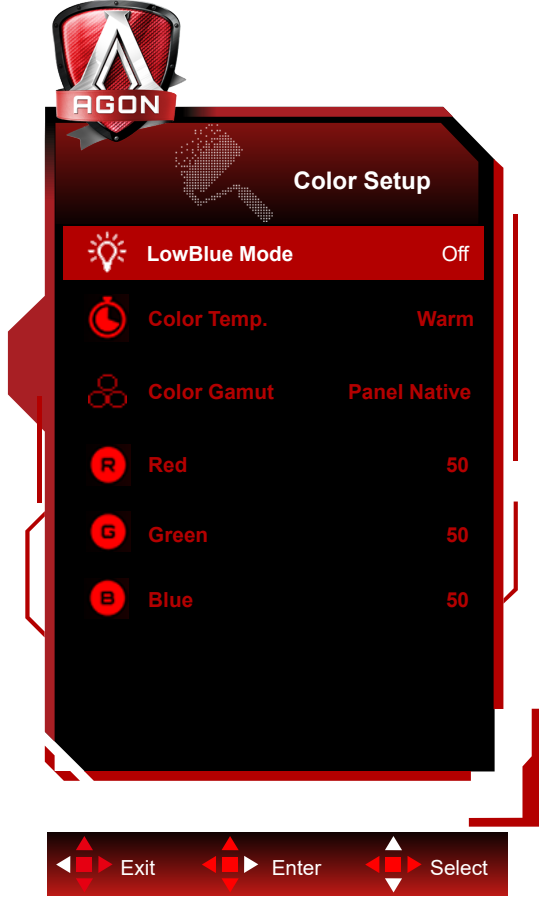 AGON
Color Setup
LowBlue Mode Off
Color Temp. Warm
Color Gamut Panel Native
R Red 50
G Green 50
B Blue 50
Exit Enter Select